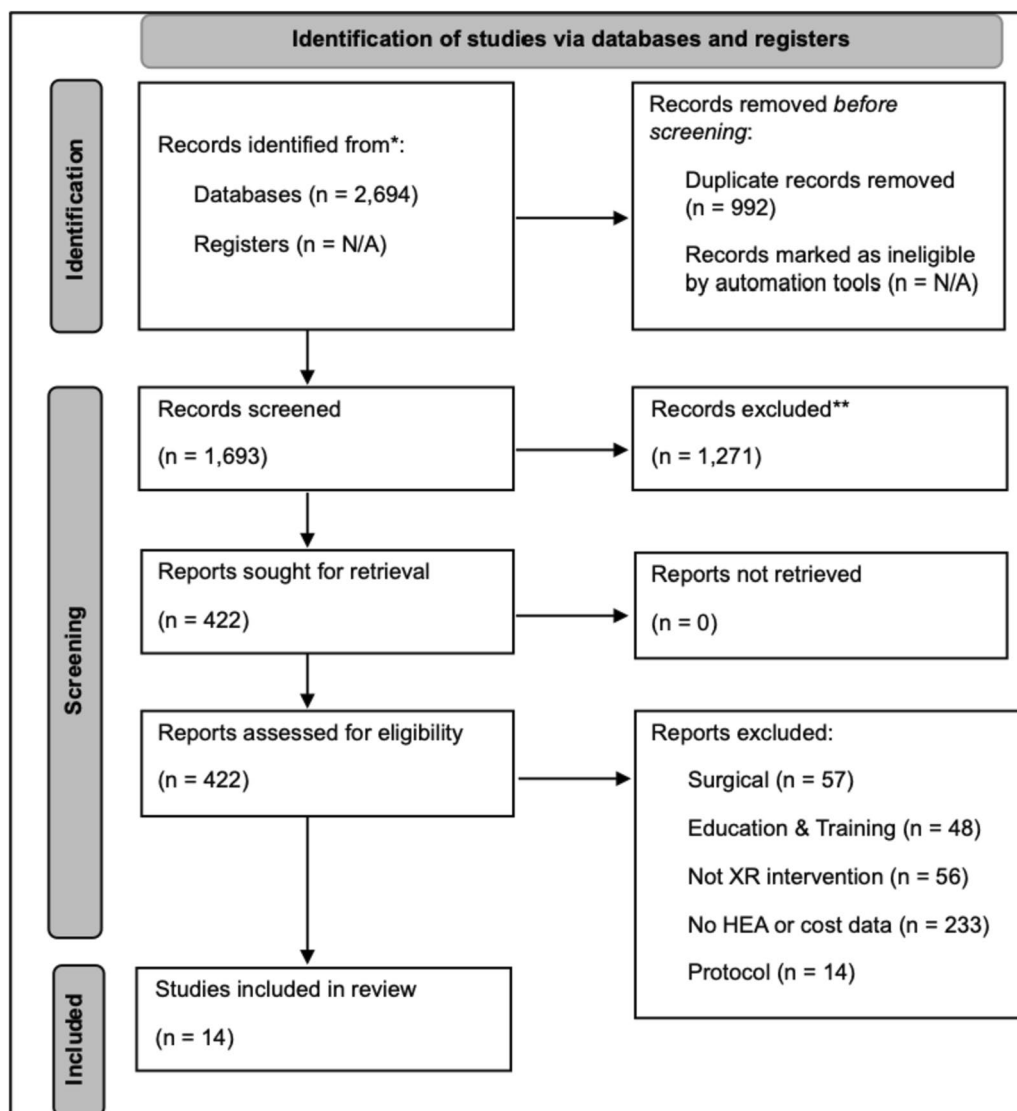 Identification of studies via databases and registers
Identification
Records identified from*:
Databases (n = 2,694)
Registers (n = N/A)
Records removed before
screening:
Duplicate records removed
(n = 992)
Records marked as ineligible
by automation tools (n = N/A)
Screening
Records screened
(n = 1,693)
Records excluded**
(n = 1,271)
Reports sought for retrieval
(n = 422)
Reports not retrieved
(n = 0)
Reports assessed for eligibility
(n = 422)
Reports excluded:
Surgical (n = 57)
Education & Training (n = 48)
Not XR intervention (n = 56)
No HEA or cost data (n = 233)
Protocol (n = 14)
Included
Studies included in review
(n = 14)